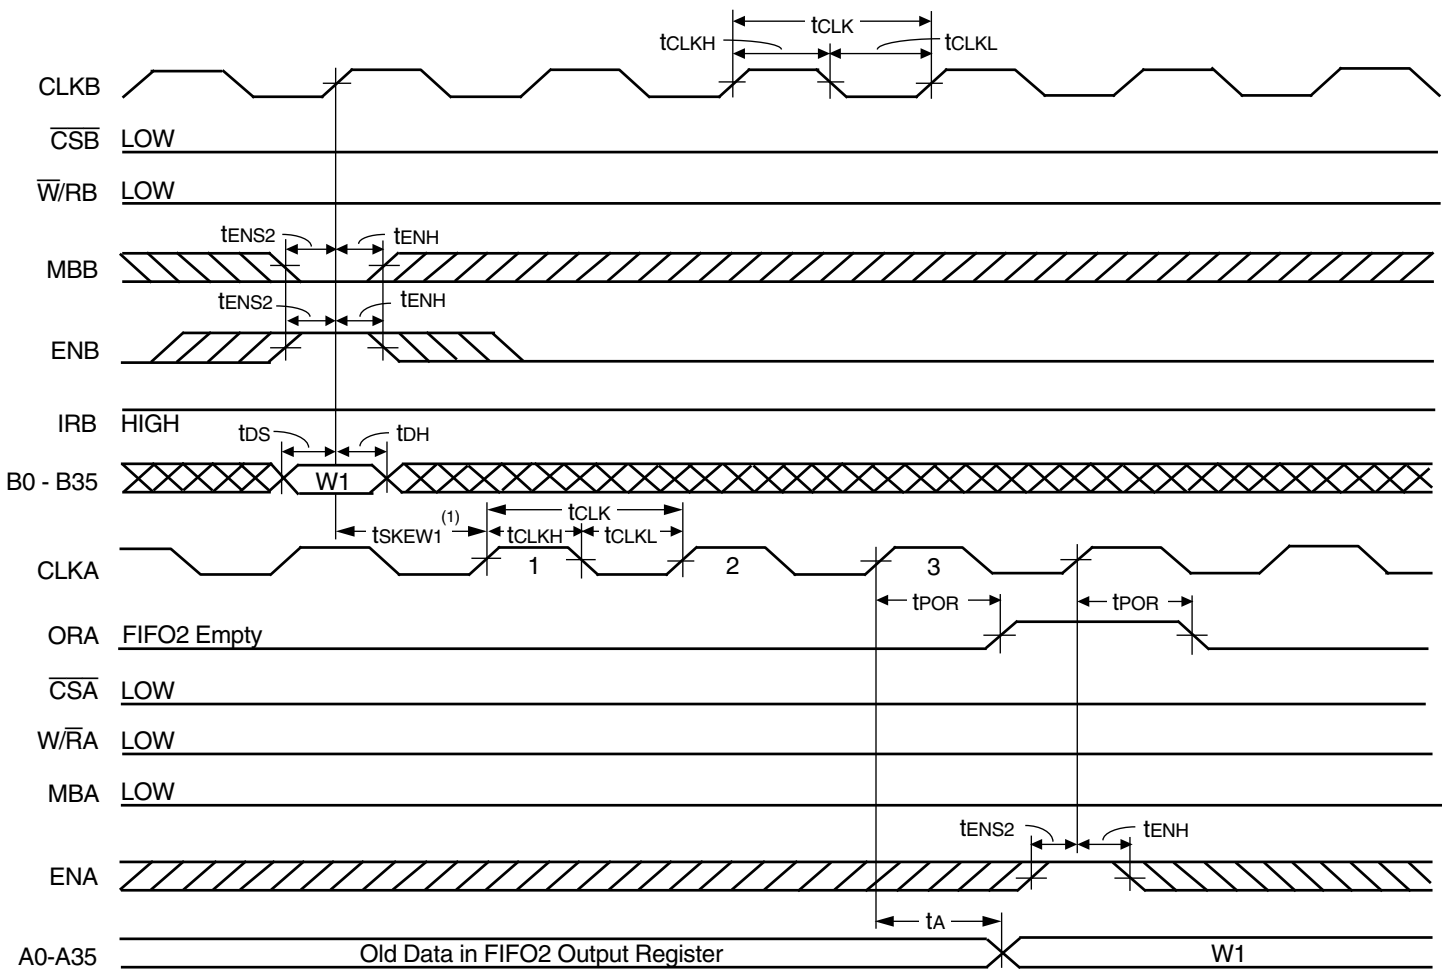 tCLK
tCLKH tCLKL
CLKB
CSB LOW
W/RB LOW
tENS2 tENH
MBB
tENS2 tENH
ENB
IRB HIGH
tDS tDH
B0 - B35 W1
tSKEW1 (1) tCLK
tCLKH tCLKL
CLKA 1 2 3
tPOR tPOR
ORA FIFO2 Empty
CSA LOW
W/RA LOW
MBA LOW
tENS2 tENH
ENA
tA
A0-A35 Old Data in FIFO2 Output Register W1